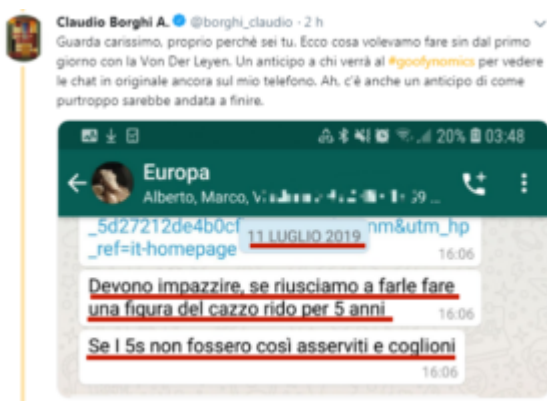 Claudio Borghi A. @borghi_claudio · 2 h
Guarda carissimo, proprio perchè sei tu. Ecco cosa volevamo fare sin dal primo
giorno con la Von Der Leyen. Un anticipo a chi verrà al #goofynomics per vedere
le chat in originale ancora sul mio telefono. Ah, c'è anche un anticipo di come
purtroppo sarebbe andata a finire.
20% 03:48
Europa
Alberto, Marco,
11 LUGLIO 2019
nm&utm_hp
_ref=it-homepage
16:06
Devono impazzire, se riusciamo a farle fare
una figura del cazzo rido per 5 anni
16:06
Se I 5s non fossero così asserviti e coglioni
16:06